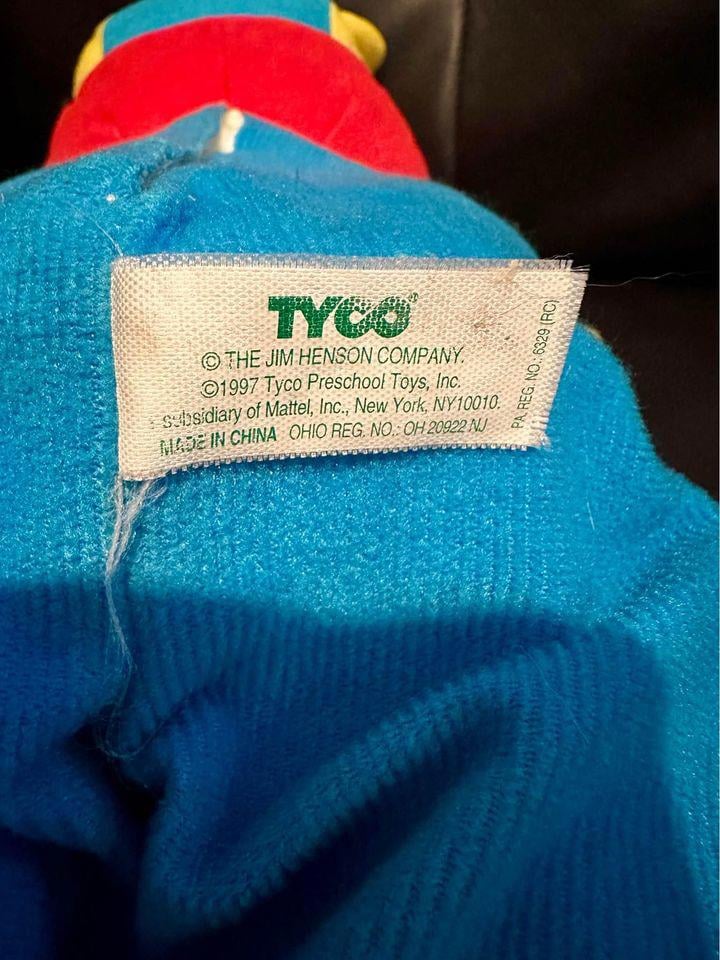 TYCO®
© THE JIM HENSON COMPANY.
©1997 Tyco Preschool Toys, Inc.
subsidiary of Mattel, Inc., New York, NY10010.
MADE IN CHINA OHIO REG. NO.: OH 20922 NJ
PA REG. NO.: 6329 (RC)